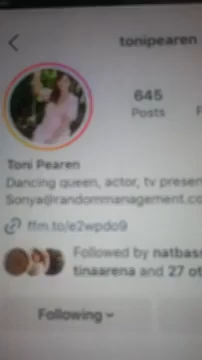 tonipearen
645
Posts
Toni Pearen
Dancing queen, actor, tv presen
Sonya@randommanagement.co
ffm.to/e2wpdo9
Followed by natbas
tinaarena and 27 ot
Following